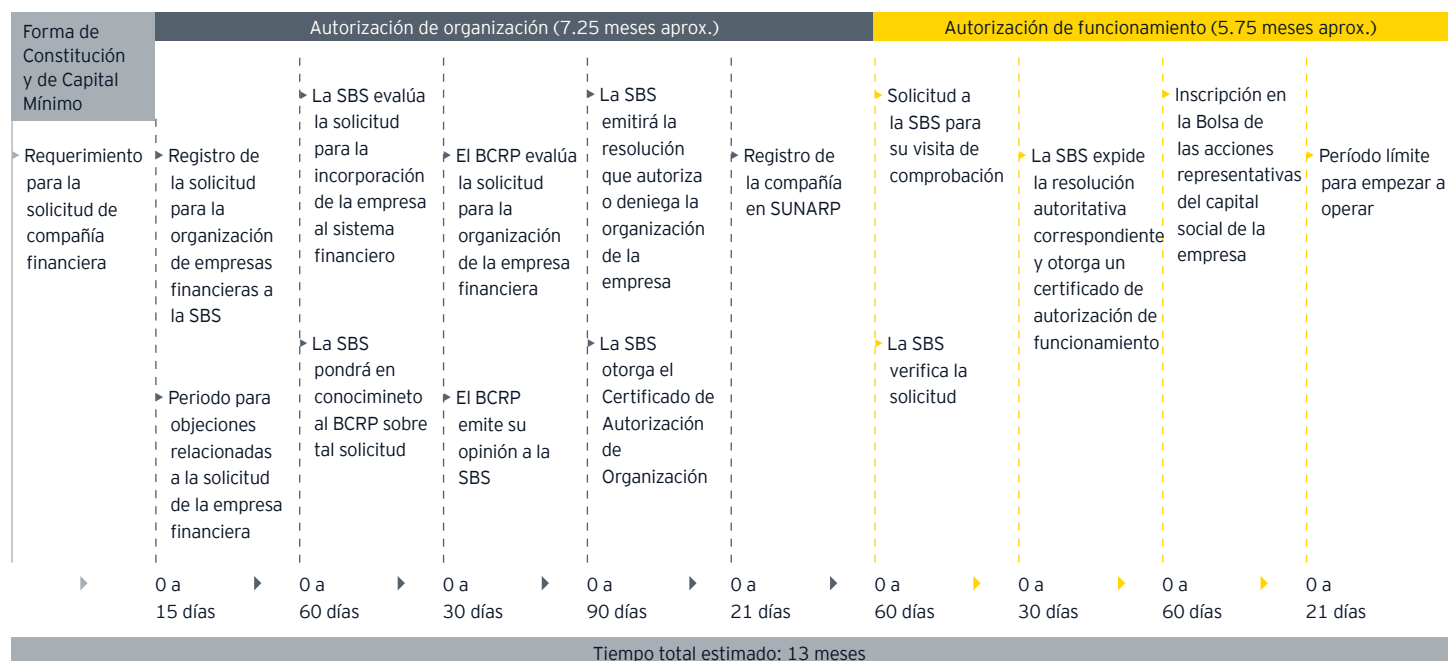 Forma de
Constitución
y de Capital
Mínimo
Autorización de organización (7.25 meses aprox.)
Autorización de funcionamiento (5.75 meses aprox.)
Requerimiento
para la
solicitud de
compañía
financiera
Registro de
la solicitud
para la
organización
de empresas
financieras a
la SBS
Periodo para
objeciones
relacionadas
a la solicitud
de la empresa
financiera
La SBS evalúa
la solicitud
para la
incorporación
de la empresa
al sistema
financiero
La SBS
pondrá en
conocimineto
al BCRP sobre
tal solicitud
El BCRP evalúa
la solicitud
para la
organización
de la empresa
financiera
El BCRP
emite su
opinión a la
SBS
La SBS
emitirá la
resolución
que autoriza
o deniega la
organización
de la
empresa
La SBS
otorga el
Certificado de
Autorización
de
Organización
Registro de
la compañía
en SUNARP
Solicitud a
la SBS para
su visita de
comprobación
La SBS
verifica la
solicitud
La SBS expide
la resolución
autoritativa
correspondiente
y otorga un
certificado de
autorización de
funcionamiento
Inscripción en
la Bolsa de
las acciones
representativas
del capital
social de la
empresa
Período límite
para empezar a
operar
0 a
15 días
0 a
60 días
0 a
30 días
0 a
90 días
0 a
21 días
0 a
60 días
0 a
30 días
0 a
60 días
0 a
21 días
Tiempo total estimado: 13 meses